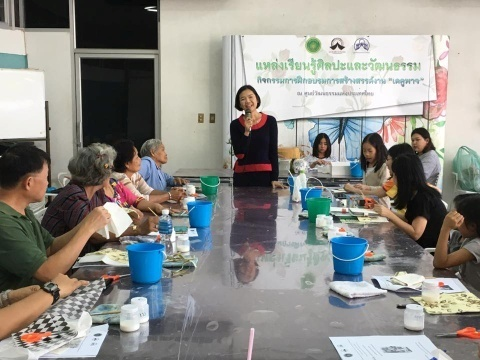 แหล่งเรียนรู้ศิลปะและวัฒนธรรม
กิจกรรมการฝึกอบรมการสร้างสรรค์งาน "เดคูพาจ"
ณ ศูนย์วัฒนธรรมแห่งประเทศไทย